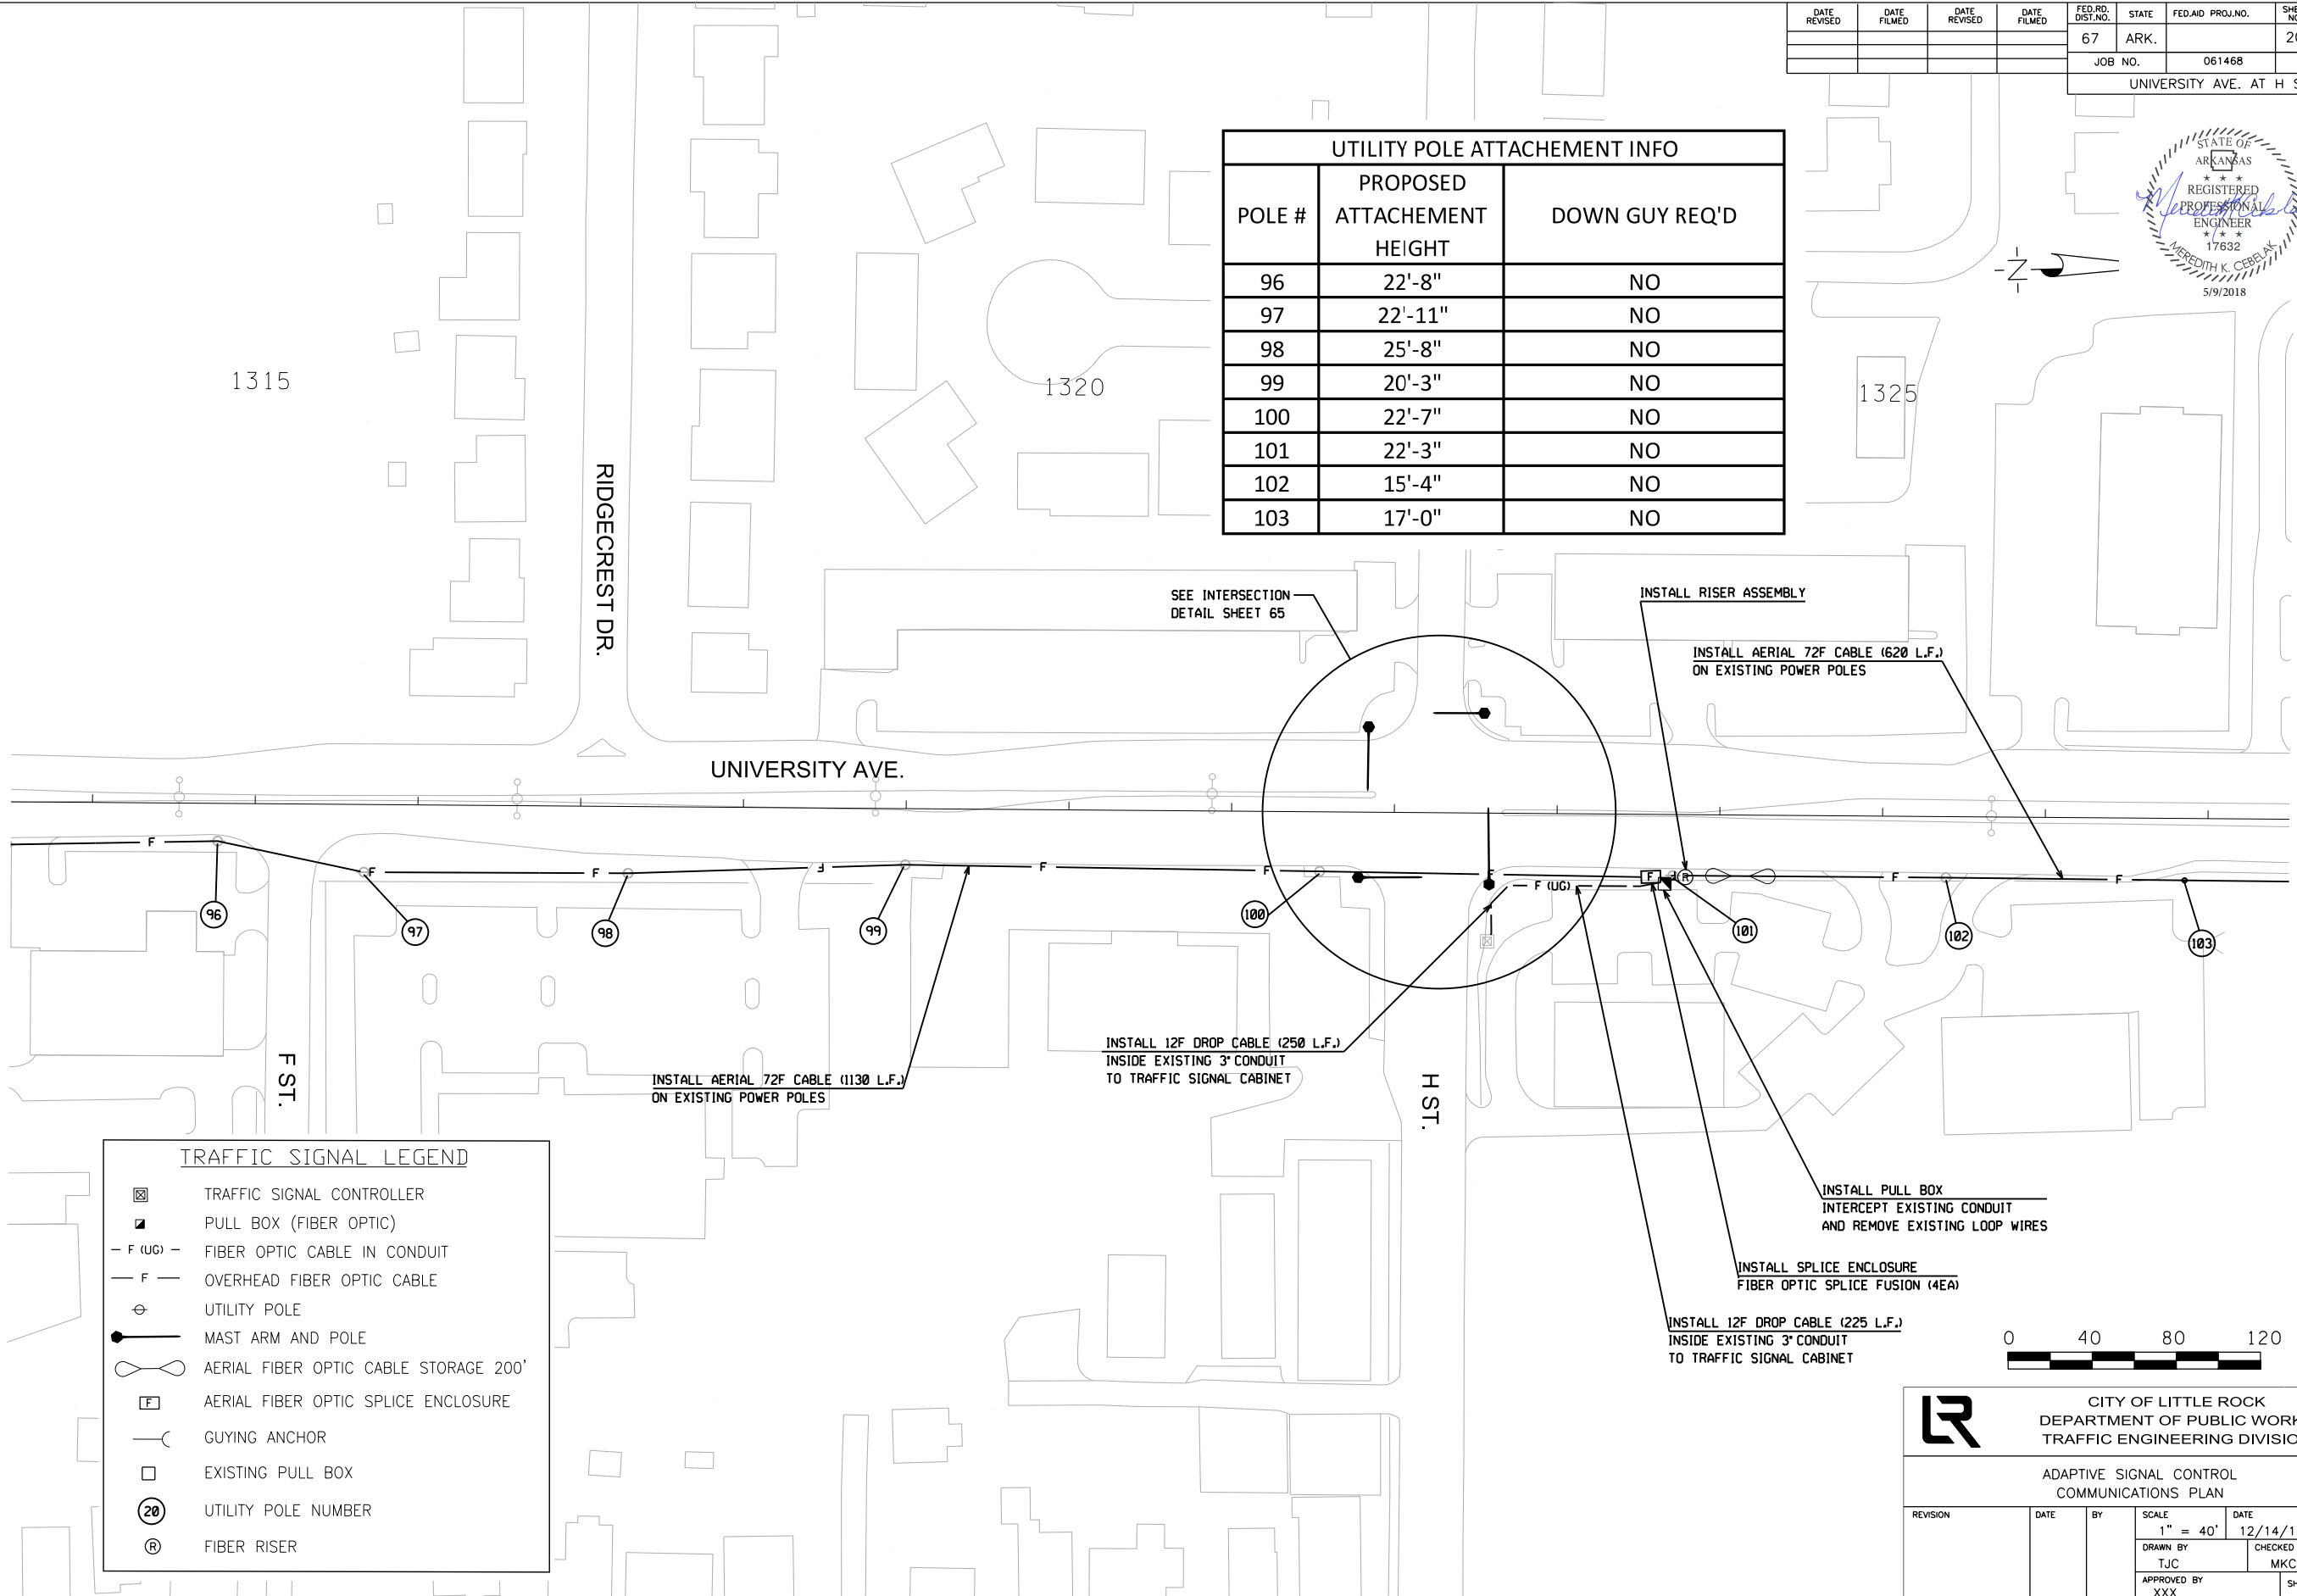 DATE REVISED
DATE FILMED
DATE REVISED
DATE FILMED
FED.RD. DIST.NO.
STATE
FED.AID PROJ.NO.
67
ARK.
JOB NO.
061468
UNIVERSITY AVE. AT H
STATE OF
ARKANSAS
★ ★ ★
REGISTERED
PROFESSIONAL
ENGINEER
★ ★ ★
17632
MEREDITH K. CEBELAK
5/9/2018
N
UTILITY POLE ATTACHEMENT INFO
POLE #
PROPOSED
ATTACHEMENT
HEIGHT
DOWN GUY REQ'D
96 22'-8" NO
97 22'-11" NO
98 25'-8" NO
99 20'-3" NO
100 22'-7" NO
101 22'-3" NO
102 15'-4" NO
103 17'-0" NO
1315
1320
1325
RIDGECREST DR.
SEE INTERSECTION
DETAIL SHEET 65
INSTALL RISER ASSEMBLY
INSTALL AERIAL 72F CABLE (620 L.F.)
ON EXISTING POWER POLES
UNIVERSITY AVE.
F
F
F
F
F
F
F
F
R
F
F
F (UG)
96
97
98
99
100
101
102
103
F ST.
H ST.
INSTALL AERIAL 72F CABLE (1130 L.F.)
ON EXISTING POWER POLES
INSTALL 12F DROP CABLE (250 L.F.)
INSIDE EXISTING 3" CONDUIT
TO TRAFFIC SIGNAL CABINET
INSTALL PULL BOX
INTERCEPT EXISTING CONDUIT
AND REMOVE EXISTING LOOP WIRES
INSTALL SPLICE ENCLOSURE
FIBER OPTIC SPLICE FUSION (4EA)
INSTALL 12F DROP CABLE (225 L.F.)
INSIDE EXISTING 3" CONDUIT
TO TRAFFIC SIGNAL CABINET
TRAFFIC SIGNAL LEGEND
TRAFFIC SIGNAL CONTROLLER
PULL BOX (FIBER OPTIC)
F (UG) FIBER OPTIC CABLE IN CONDUIT
F OVERHEAD FIBER OPTIC CABLE
UTILITY POLE
MAST ARM AND POLE
AERIAL FIBER OPTIC CABLE STORAGE 200'
F AERIAL FIBER OPTIC SPLICE ENCLOSURE
GUYING ANCHOR
EXISTING PULL BOX
20 UTILITY POLE NUMBER
R FIBER RISER
0 40 80 120
LR
CITY OF LITTLE ROCK
DEPARTMENT OF PUBLIC WORK
TRAFFIC ENGINEERING DIVISIO
ADAPTIVE SIGNAL CONTROL
COMMUNICATIONS PLAN
REVISION
DATE
BY
SCALE
1" = 40'
DATE
12/14/1
DRAWN BY
TJC
CHECKED
MKC
APPROVED BY
XXX